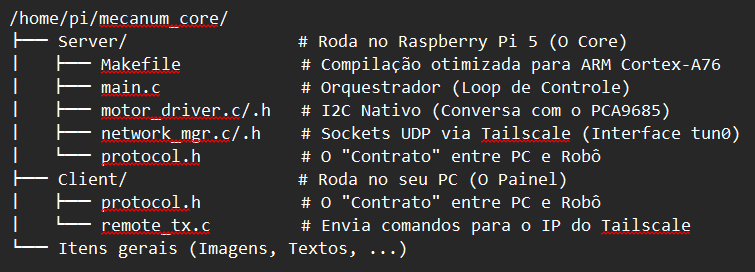 /home/pi/mecanum_core/
├── Server/ # Roda no Raspberry Pi 5 (O Core)
│ ├── Makefile # Compilação otimizada para ARM Cortex-A76
│ ├── main.c # Orquestrador (Loop de Controle)
│ ├── motor_driver.c/.h # I2C Nativo (Conversa com o PCA9685)
│ ├── network_mgr.c/.h # Sockets UDP via Tailscale (Interface tun0)
│ └── protocol.h # O "Contrato" entre PC e Robô
├── Client/ # Roda no seu PC (O Painel)
│ ├── protocol.h # O "Contrato" entre PC e Robô
│ └── remote_tx.c # Envia comandos para o IP do Tailscale
└── Itens gerais (Imagens, Textos, ...)